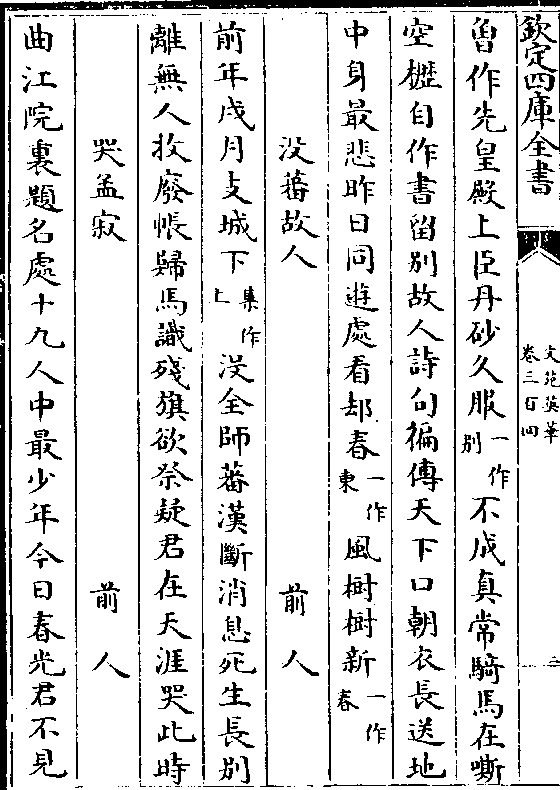 欽定四庫全書
文苑英華
卷三百四
二
曾作先皇殿上臣丹砂久服一作别不成真常騎馬在嘶
空櫪自作書留别故人詩句徧傳天下口朝衣長送地
中身最悲昨日同遊處看却春一作東風樹樹新一作春
没蕃故人 前人
前年戍月支城下集作上没全師蕃漢斷消息死生長别
離無人收廢帳歸馬識殘旗欲祭疑君在天涯哭此時
哭孟寂 前人
曲江院裏題名處十九人中最少年今日春光君不見